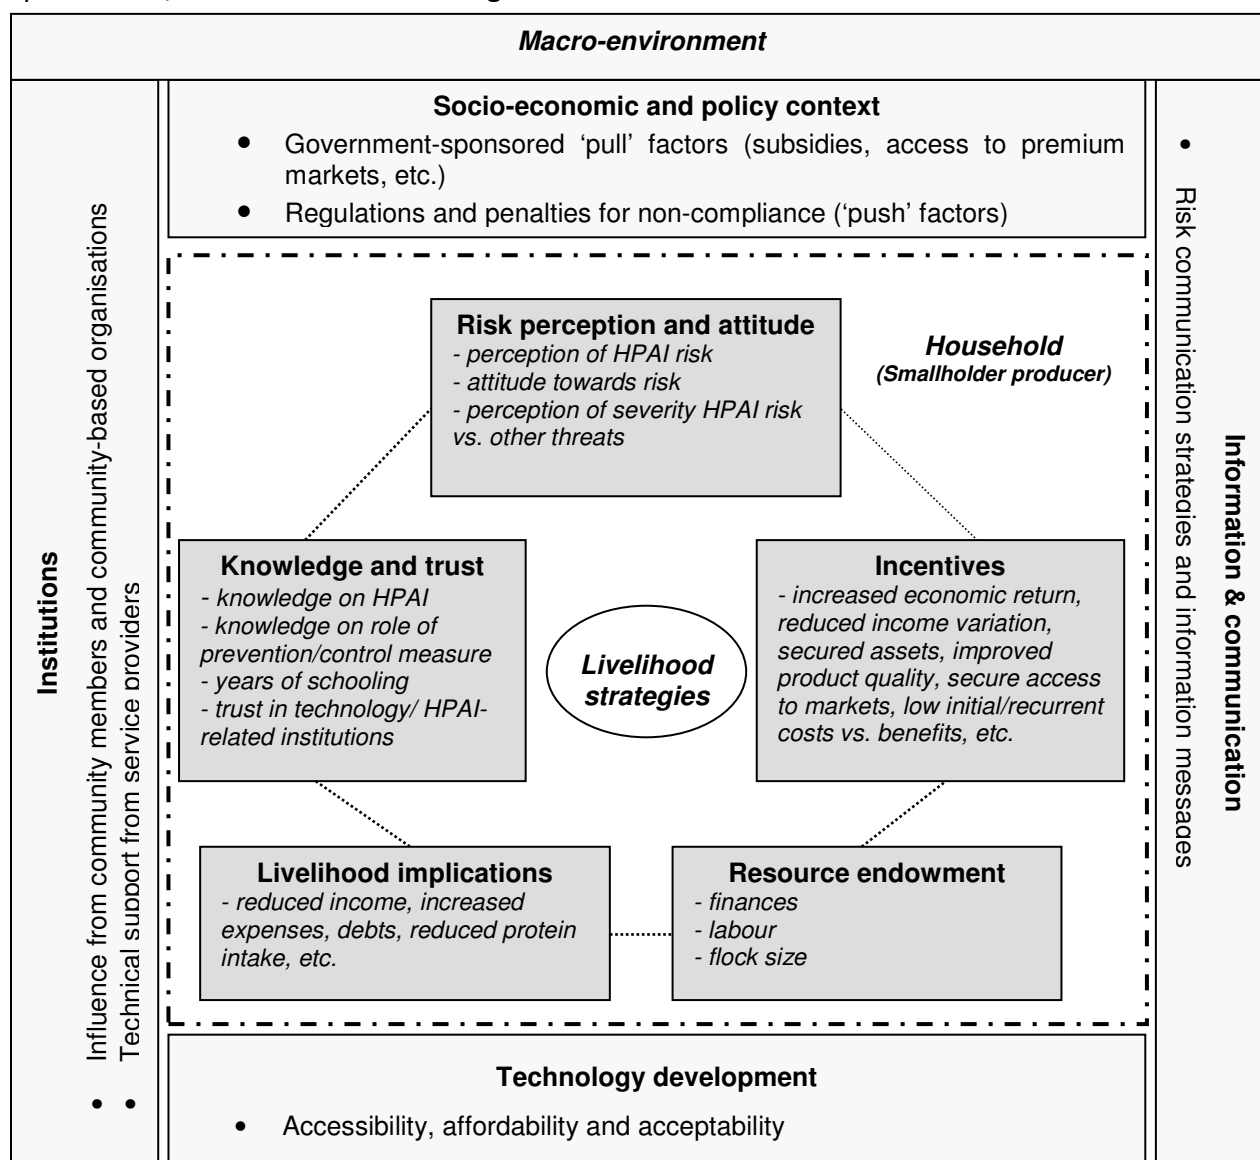 Macro-environment
Socio-economic and policy context
• Government-sponsored ‘pull’ factors (subsidies, access to premium
markets, etc.)
• Regulations and penalties for non-compliance (‘push’ factors)
Institutions
• Influence from community members and community-based organisations
• Technical support from service providers
Risk perception and attitude
- perception of HPAI risk
- attitude towards risk
- perception of severity HPAI risk
vs. other threats
Household
(Smallholder producer)
Knowledge and trust
- knowledge on HPAI
- knowledge on role of
prevention/control measure
- years of schooling
- trust in technology/ HPAI-
related institutions
Livelihood
strategies
Incentives
- increased economic return,
reduced income variation,
secured assets, improved
product quality, secure access
to markets, low initial/recurrent
costs vs. benefits, etc.
Livelihood implications
- reduced income, increased
expenses, debts, reduced protein
intake, etc.
Resource endowment
- finances
- labour
- flock size
Information & communication
• Risk communication strategies and information messages
Technology development
• Accessibility, affordability and acceptability